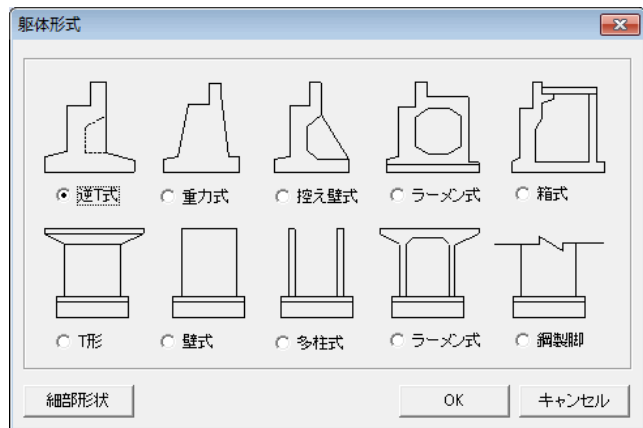 躯体形式
逆T式
重力式
控え壁式
ラーメン式
箱式
T形
壁式
多柱式
ラーメン式
鋼製脚
細部形状
OK
キャンセル